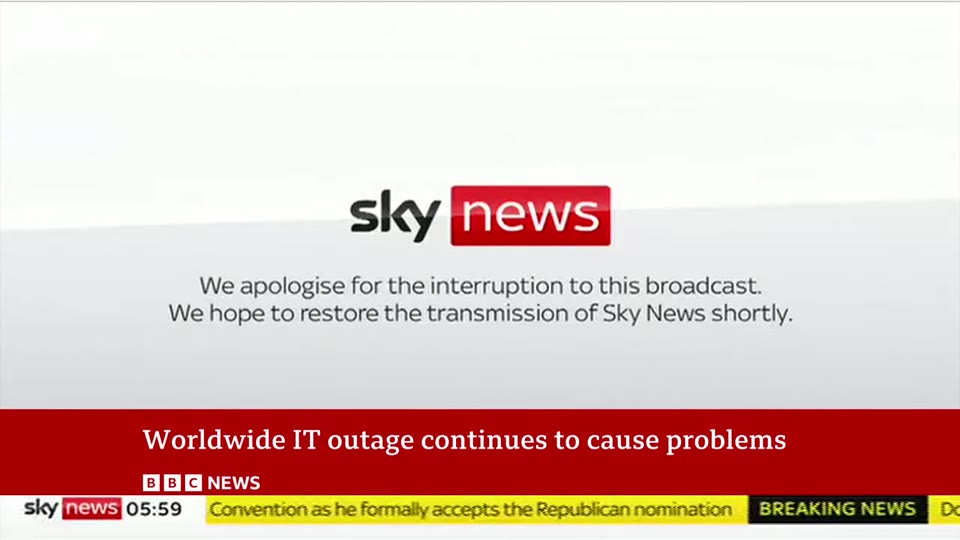 sky news
We apologise for the interruption to this broadcast.
We hope to restore the transmission of Sky News shortly.
Worldwide IT outage continues to cause problems
BBC NEWS
sky news 05:59 Convention as he formally accepts the Republican nomination BREAKING NEWS